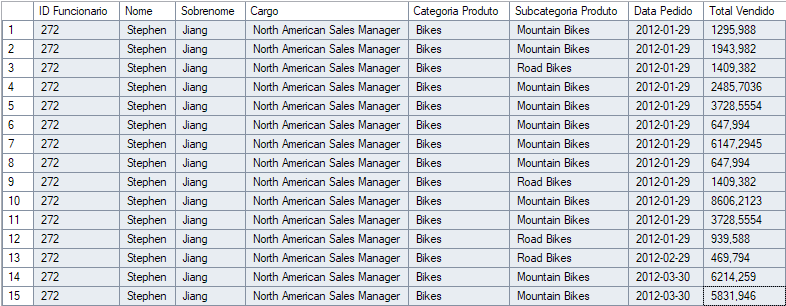 ID Funcionario Nome Sobrenome Cargo Categoria Produto Subcategoria Produto Data Pedido Total Vendido
1 272 Stephen Jiang North American Sales Manager Bikes Mountain Bikes 2012-01-29 1295,988
2 272 Stephen Jiang North American Sales Manager Bikes Mountain Bikes 2012-01-29 1943,982
3 272 Stephen Jiang North American Sales Manager Bikes Road Bikes 2012-01-29 1409,382
4 272 Stephen Jiang North American Sales Manager Bikes Mountain Bikes 2012-01-29 2485,7036
5 272 Stephen Jiang North American Sales Manager Bikes Mountain Bikes 2012-01-29 3728,5554
6 272 Stephen Jiang North American Sales Manager Bikes Mountain Bikes 2012-01-29 647,994
7 272 Stephen Jiang North American Sales Manager Bikes Mountain Bikes 2012-01-29 6147,2945
8 272 Stephen Jiang North American Sales Manager Bikes Mountain Bikes 2012-01-29 647,994
9 272 Stephen Jiang North American Sales Manager Bikes Road Bikes 2012-01-29 1409,382
10 272 Stephen Jiang North American Sales Manager Bikes Mountain Bikes 2012-01-29 8606,2123
11 272 Stephen Jiang North American Sales Manager Bikes Mountain Bikes 2012-01-29 3728,5554
12 272 Stephen Jiang North American Sales Manager Bikes Road Bikes 2012-01-29 939,588
13 272 Stephen Jiang North American Sales Manager Bikes Road Bikes 2012-02-29 469,794
14 272 Stephen Jiang North American Sales Manager Bikes Mountain Bikes 2012-03-30 6214,259
15 272 Stephen Jiang North American Sales Manager Bikes Mountain Bikes 2012-03-30 5831,946